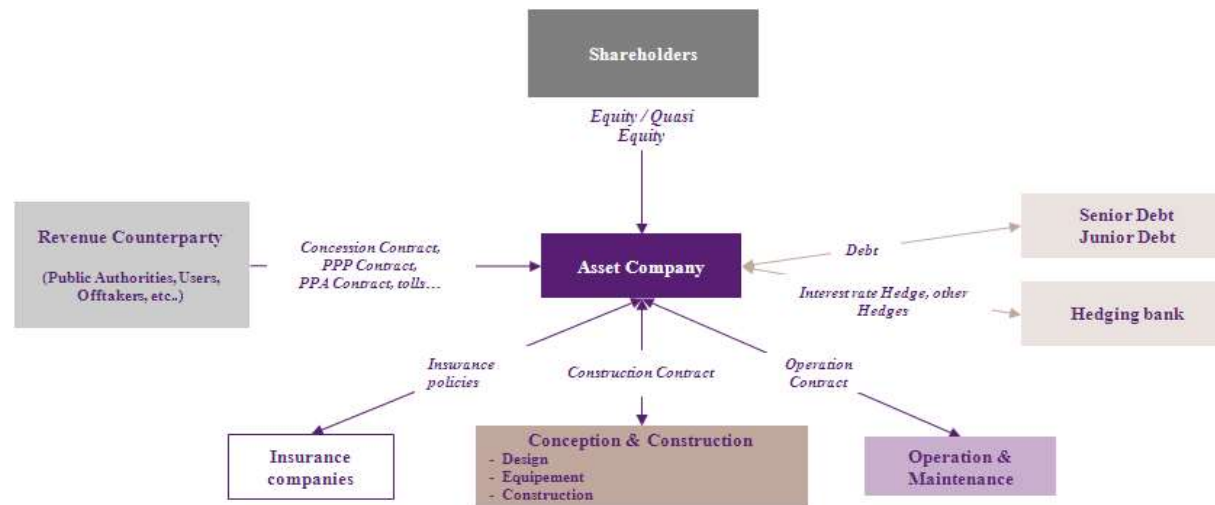 Shareholders
Equity / Quasi
Equity
Revenue Counterparty
(Public Authorities, Users,
Offtakers, etc..)
Concession Contract,
PPP Contract,
PPA Contract, tolls...
Asset Company
Debt
Senior Debt
Junior Debt
Interest rate Hedge, other
Hedges
Hedging bank
Insurance
policies
Construction Contract
Operation
Contract
Insurance
companies
Conception & Construction
- Design
- Equipement
- Construction
Operation &
Maintenance